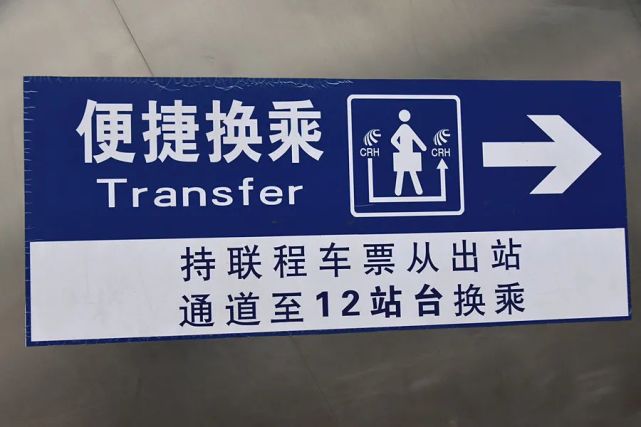 便捷换乘
Transfer
CRH CRH
持联程车票从出站
通道至12站台换乘